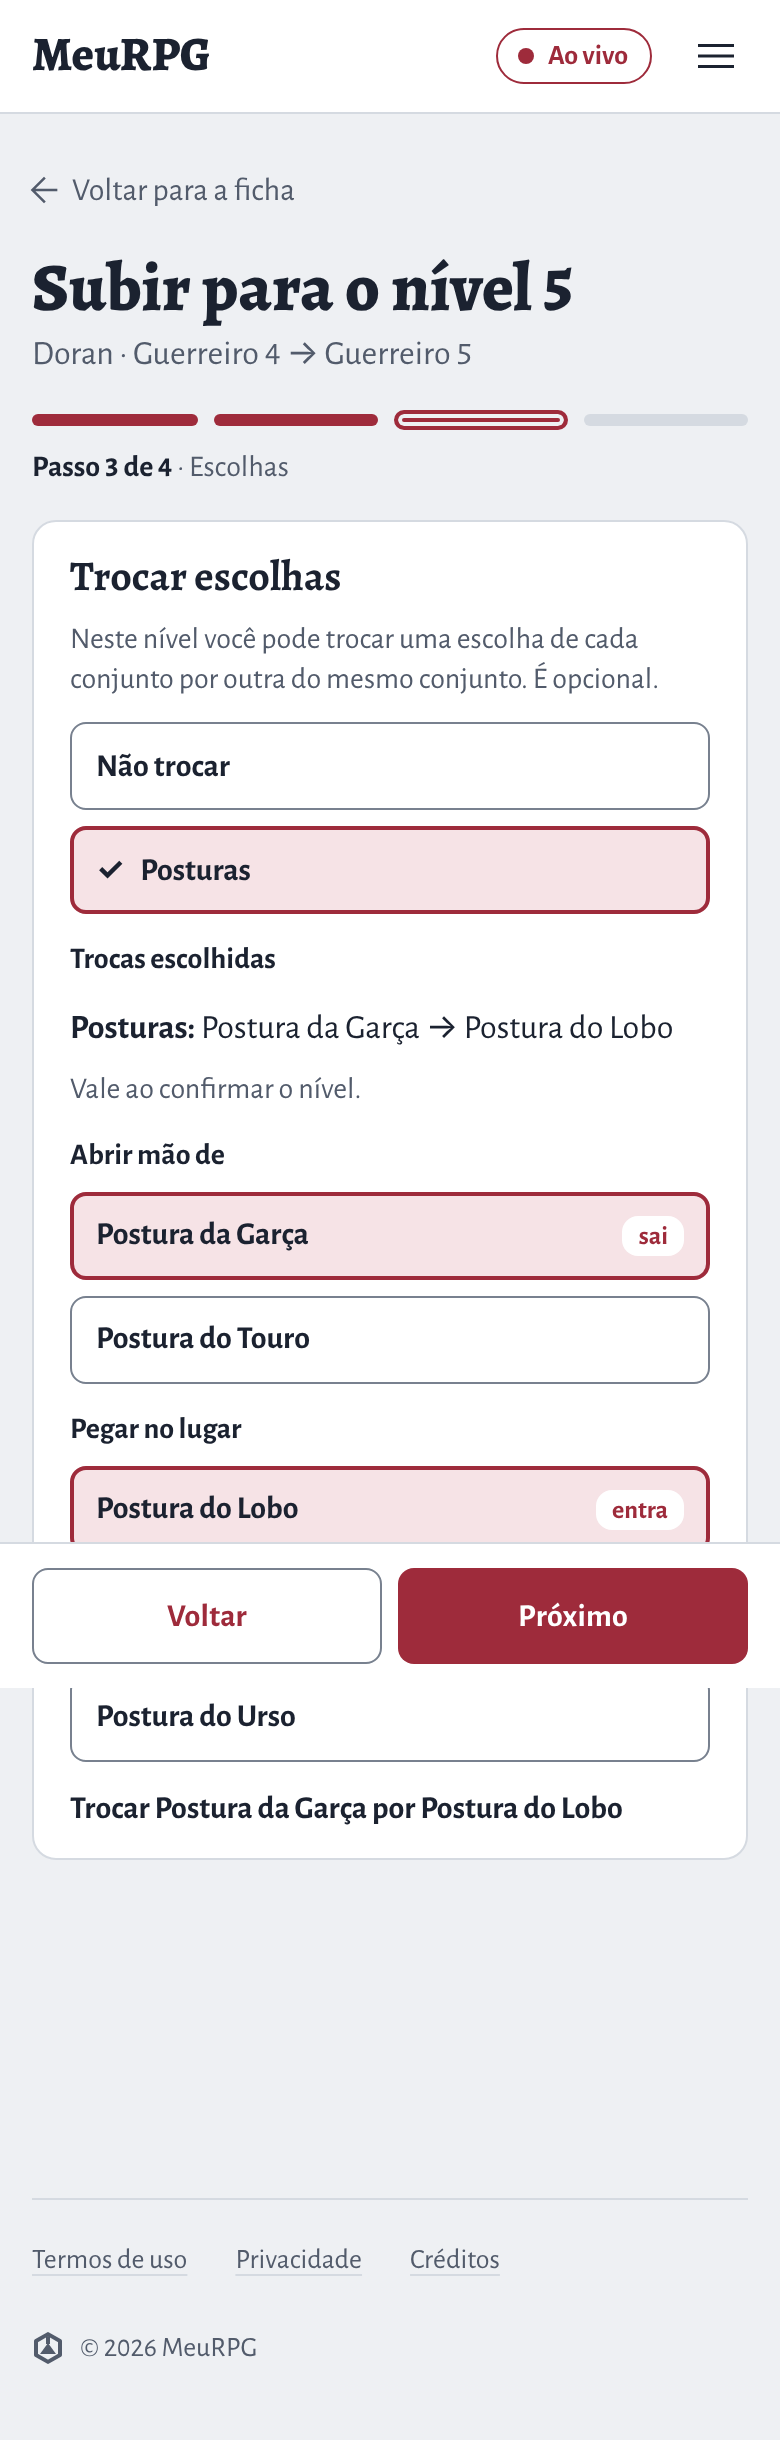 MeuRPG
Ao vivo
Voltar para a ficha
Subir para o nível 5
Doran · Guerreiro 4 → Guerreiro 5
Passo 3 de 4 · Escolhas
Trocar escolhas
Neste nível você pode trocar uma escolha de cada
conjunto por outra do mesmo conjunto. É opcional.
Não trocar
✓ Posturas
Trocas escolhidas
Posturas: Postura da Garça → Postura do Lobo
Vale ao confirmar o nível.
Abrir mão de
Postura da Garça sai
Postura do Touro
Pegar no lugar
Postura do Lobo entra
Voltar Próximo
Postura do Urso
Trocar Postura da Garça por Postura do Lobo
Termos de uso Privacidade Créditos
© 2026 MeuRPG